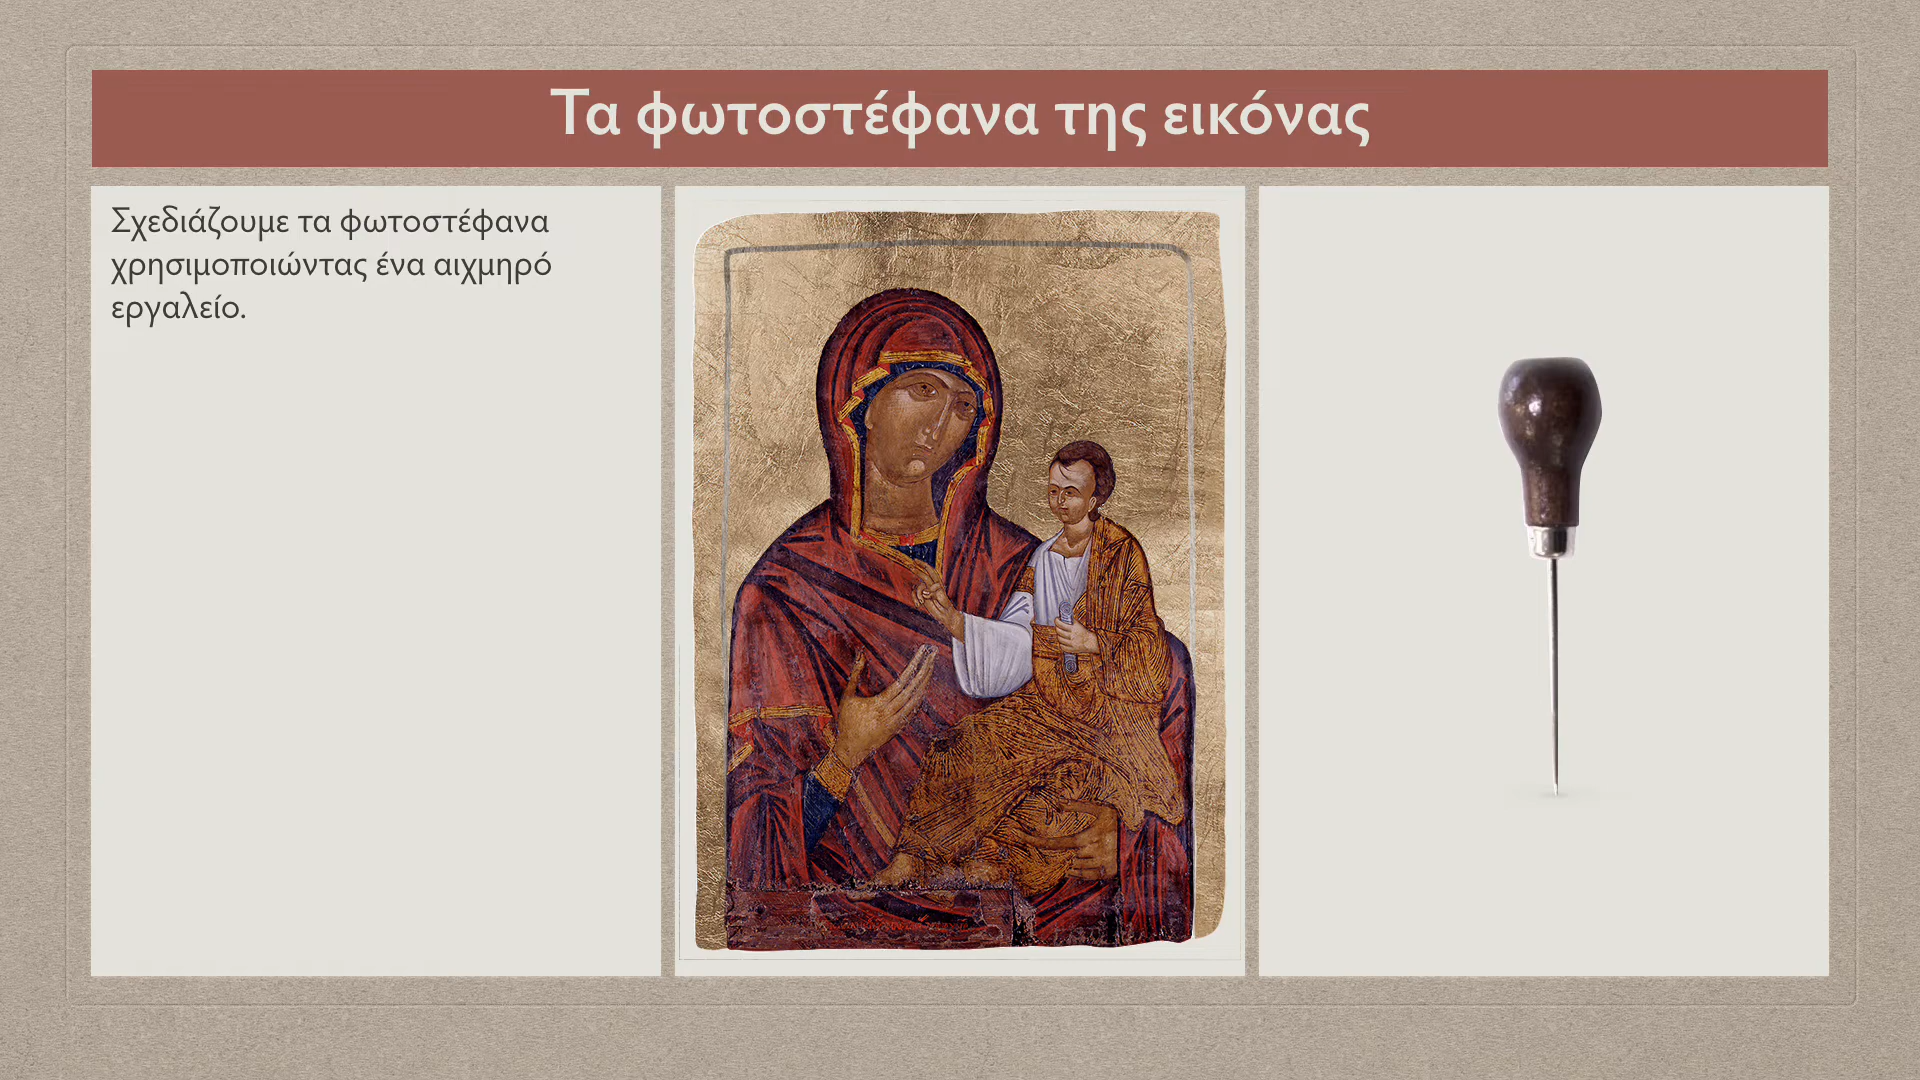 Τα φωτοστέφανα της εικόνας
Σχεδιάζουμε τα φωτοστέφανα
χρησιμοποιώντας ένα αιχμηρό
εργαλείο.